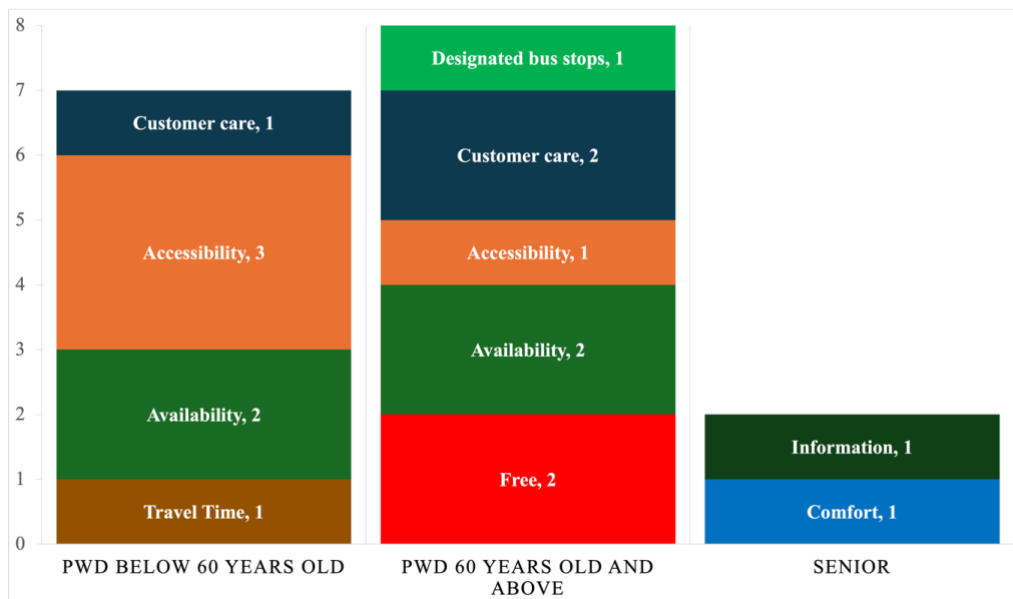 8
7
6
5
4
3
2
1
0
Customer care, 1
Accessibility, 3
Availability, 2
Travel Time, 1
Designated bus stops, 1
Customer care, 2
Accessibility, 1
Availability, 2
Free, 2
Information, 1
Comfort, 1
PWD BELOW 60 YEARS OLD
PWD 60 YEARS OLD AND
ABOVE
SENIOR